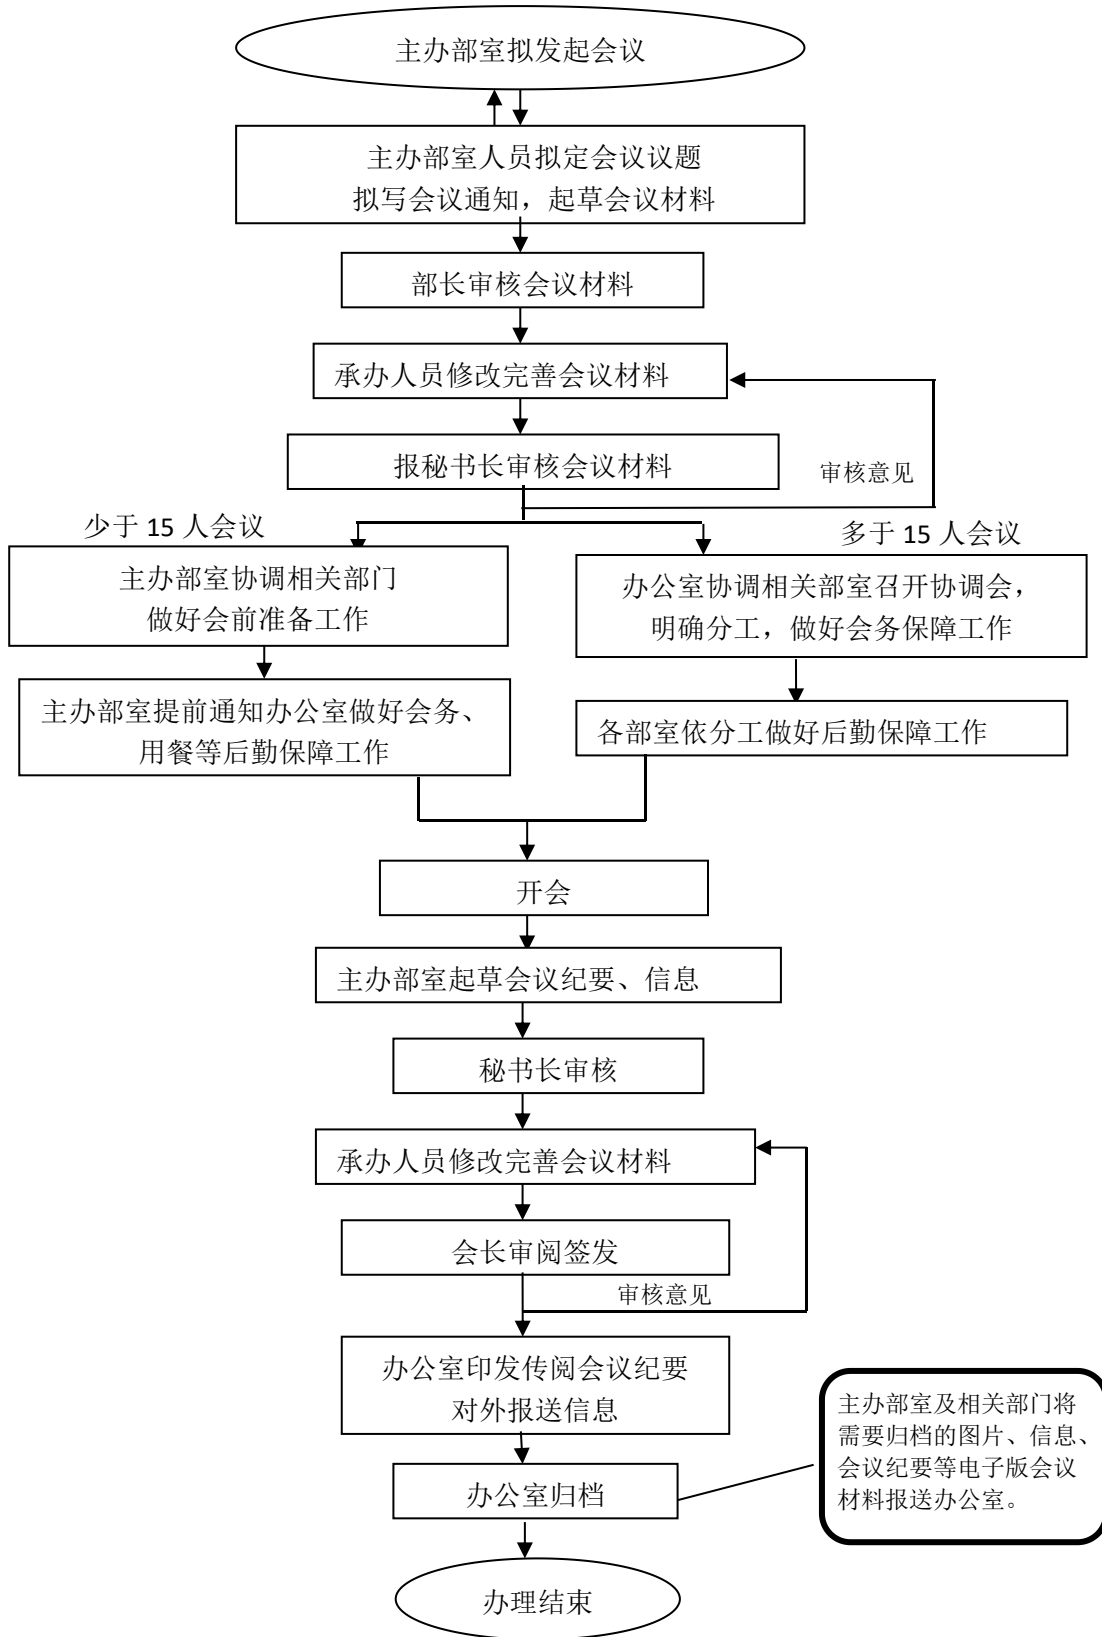 主办部室拟发起会议
主办部室人员拟定会议议题
拟写会议通知，起草会议材料
部长审核会议材料
承办人员修改完善会议材料
报秘书长审核会议材料
审核意见
少于 15 人会议
多于 15 人会议
主办部室协调相关部门
做好会前准备工作
办公室协调相关部室召开协调会，
明确分工，做好会务保障工作
主办部室提前通知办公室做好会务、
用餐等后勤保障工作
各部室依分工做好后勤保障工作
开会
主办部室起草会议纪要、信息
秘书长审核
承办人员修改完善会议材料
会长审阅签发
审核意见
办公室印发传阅会议纪要
对外报送信息
主办部室及相关部门将
需要归档的图片、信息、
会议纪要等电子版会议
材料报送办公室。
办公室归档
办理结束